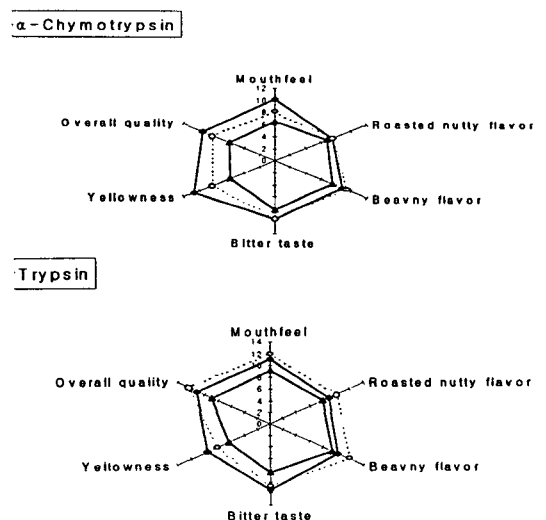 α-Chymotrypsin
Mouthfeel
12
10
8
6
4
2
0
Overall quality
Roasted nutty flavor
Yellowness
Beavny flavor
Bitter taste
-Trypsin
Mouthfeel
14
12
10
8
6
4
2
0
Overall quality
Roasted nutty flavor
Yellowness
Beavny flavor
Bitter taste